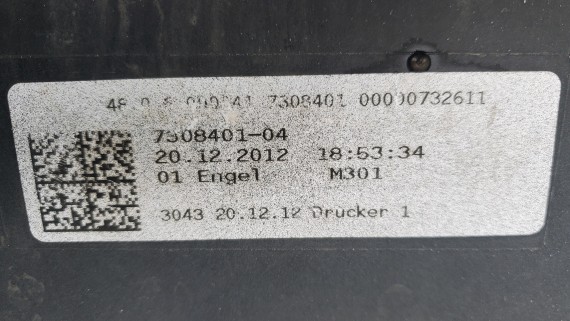 7308401 00000732611
7308401-04
20.12.2012 18:53:34
01 Engel M301
3043 20.12.12 Drucker 1